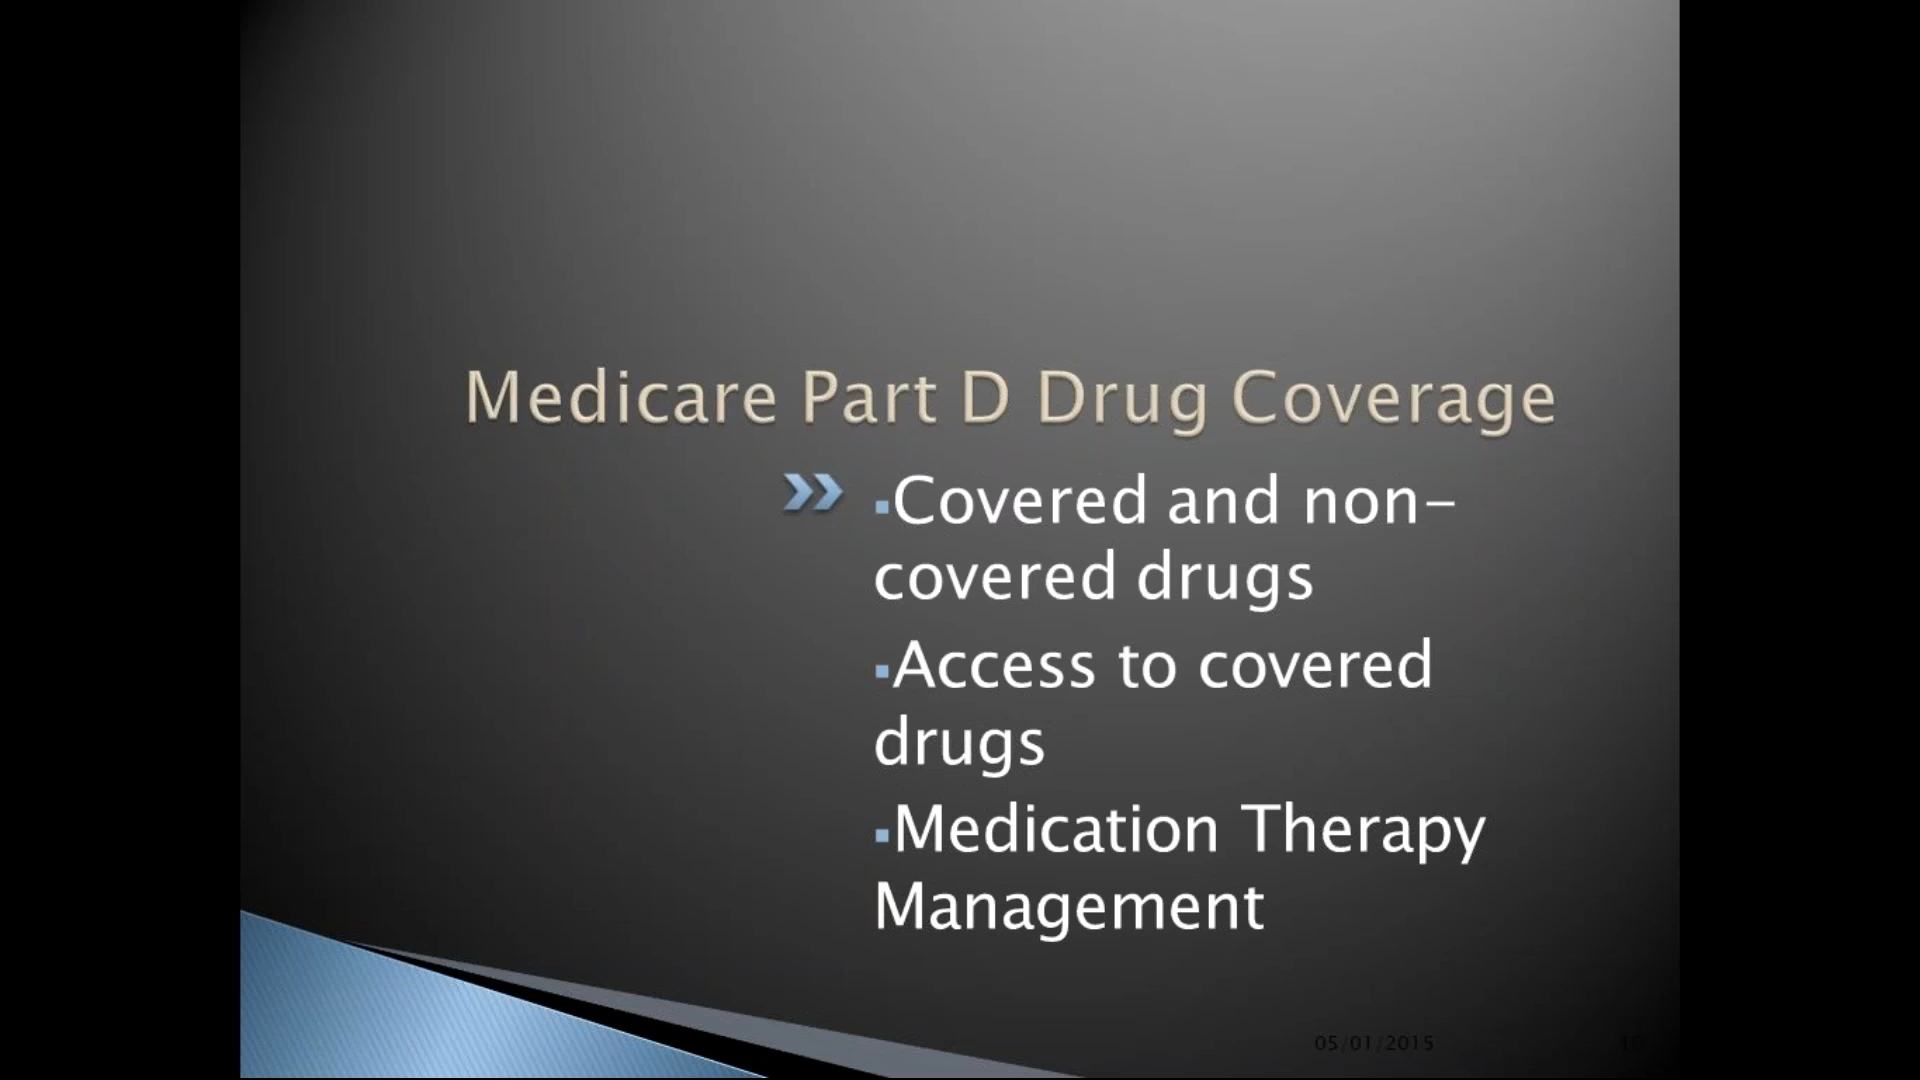 Medicare Part D Drug Coverage
▪Covered and non-
covered drugs
▪Access to covered
drugs
▪Medication Therapy
Management
05/01/2015